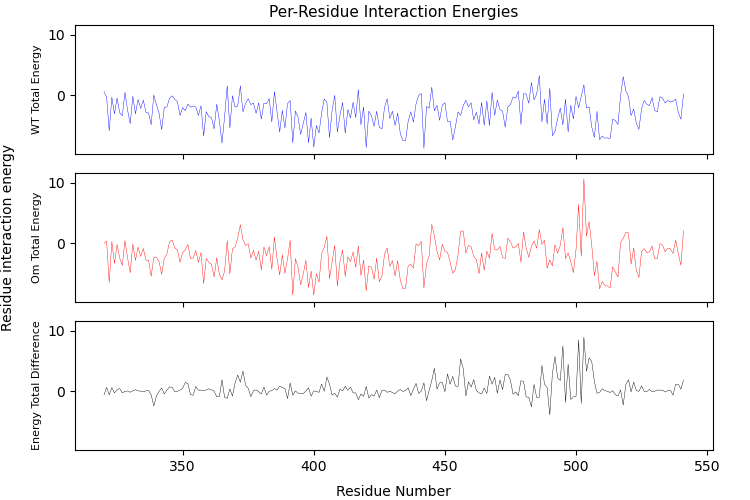 Per-Residue Interaction Energies
Residue interaction energy
WT Total Energy
10
0
Om Total Energy
10
0
Energy Total Difference
10
0
350
400
450
500
550
Residue Number